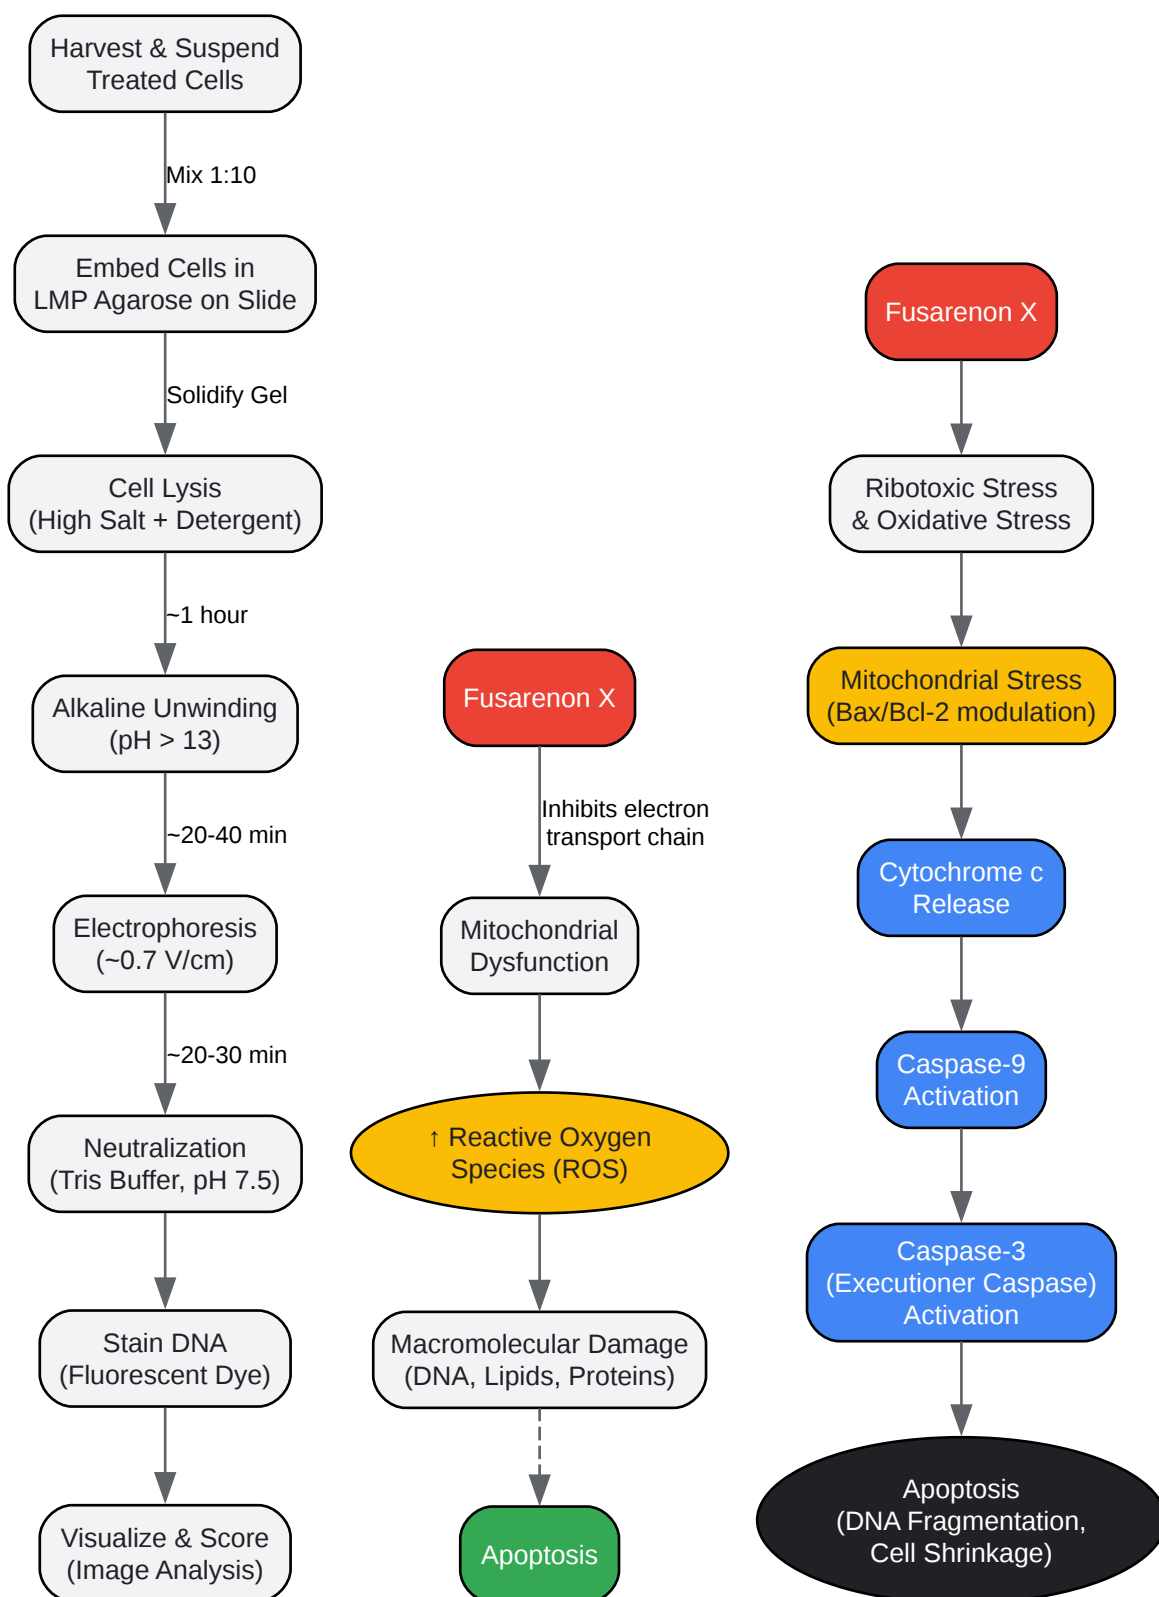 Harvest & Suspend
Treated Cells
Mix 1:10
Embed Cells in
LMP Agarose on Slide
Solidify Gel
Cell Lysis
(High Salt + Detergent)
~1 hour
Alkaline Unwinding
(pH > 13)
~20-40 min
Electrophoresis
(~0.7 V/cm)
~20-30 min
Neutralization
(Tris Buffer, pH 7.5)
Stain DNA
(Fluorescent Dye)
Visualize & Score
(Image Analysis)
Fusarenon X
Inhibits electron
transport chain
Mitochondrial
Dysfunction
↑ Reactive Oxygen
Species (ROS)
Macromolecular Damage
(DNA, Lipids, Proteins)
Apoptosis
Fusarenon X
Ribotoxic Stress
& Oxidative Stress
Mitochondrial Stress
(Bax/Bcl-2 modulation)
Cytochrome c
Release
Caspase-9
Activation
Caspase-3
(Executioner Caspase)
Activation
Apoptosis
(DNA Fragmentation,
Cell Shrinkage)